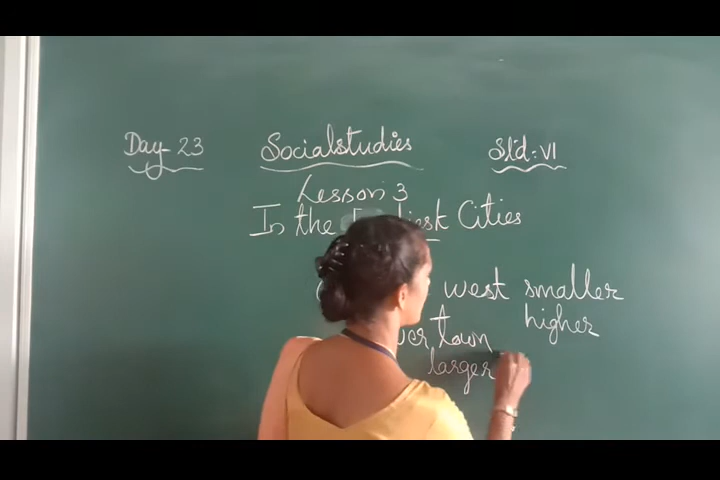 Day- 23 Socialstudies Std:VI
Lesson 3
In the Cities
west smaller
town higher
larger